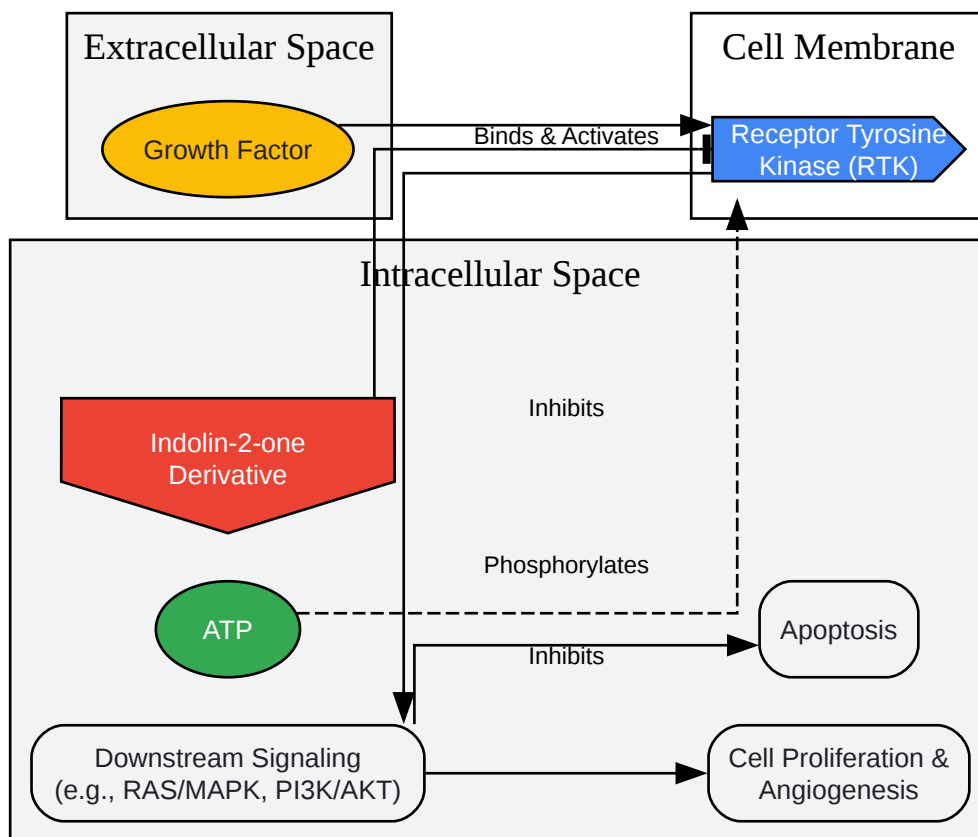 Extracellular Space
Cell Membrane
Growth Factor
Binds & Activates
Receptor Tyrosine
Kinase (RTK)
Intracellular Space
Inhibits
Indolin-2-one
Derivative
Phosphorylates
ATP
Apoptosis
Inhibits
Downstream Signaling
(e.g., RAS/MAPK, PI3K/AKT)
Cell Proliferation &
Angiogenesis